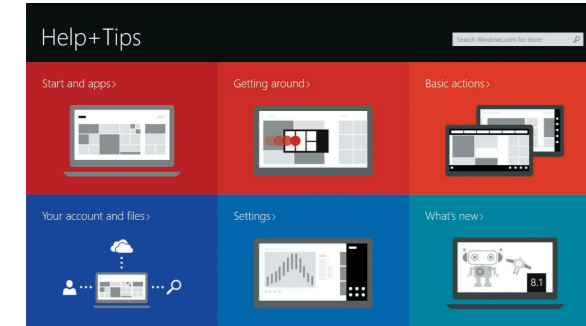 Help+Tips
Search Windows.com for more
Start and apps>
Getting around>
Basic actions>
Your account and files>
Settings>
What's new>
8.1